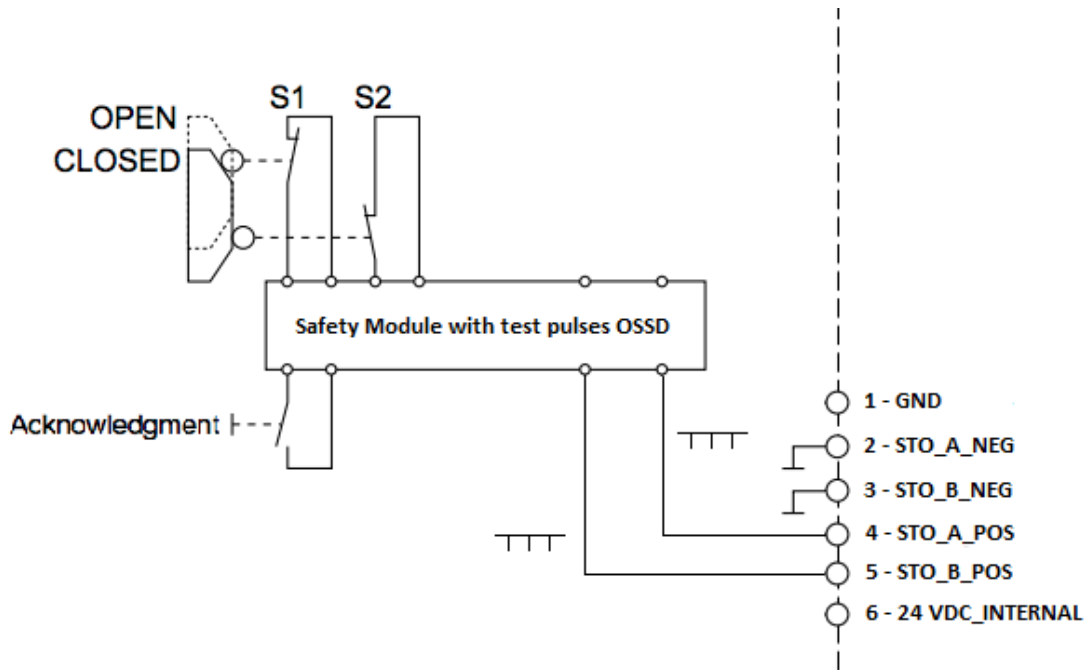 S1 S2
OPEN
CLOSED
Safety Module with test pulses OSSD
Acknowledgment
1 - GND
2 - STO_A_NEG
3 - STO_B_NEG
4 - STO_A_POS
5 - STO_B_POS
6 - 24 VDC_INTERNAL